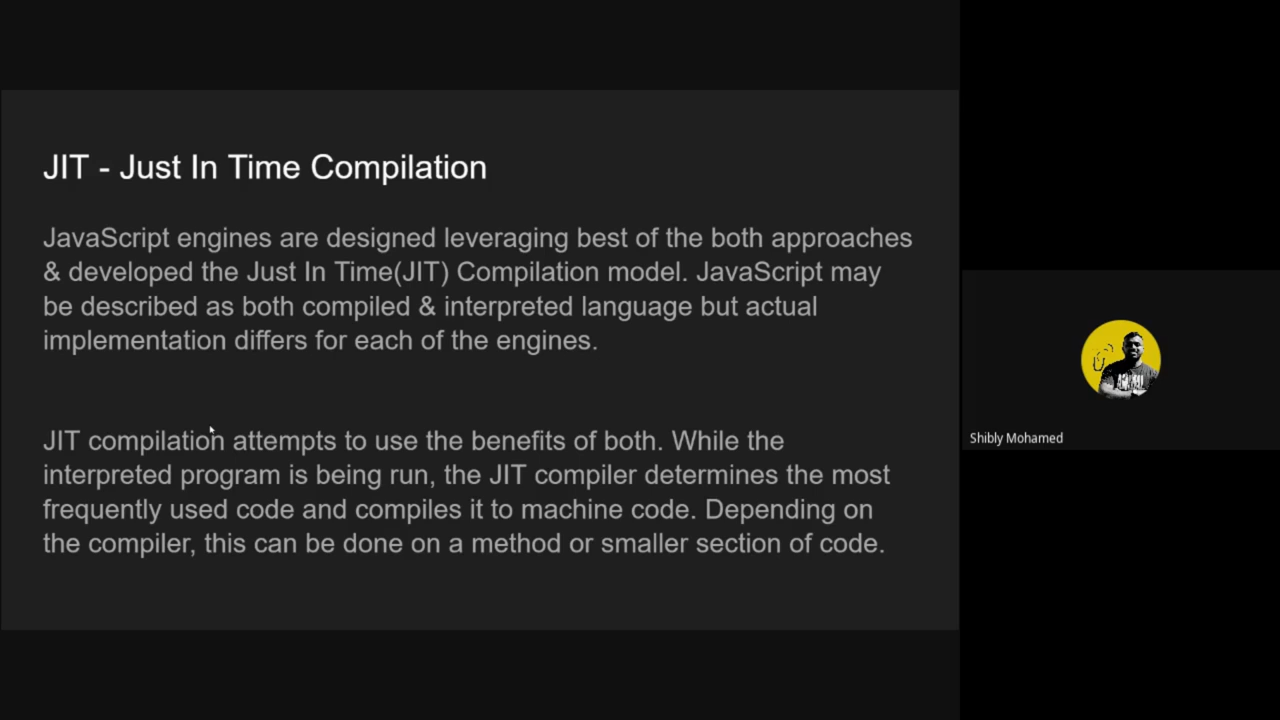 JIT - Just In Time Compilation
JavaScript engines are designed leveraging best of the both approaches
& developed the Just In Time(JIT) Compilation model. JavaScript may
be described as both compiled & interpreted language but actual
implementation differs for each of the engines.
JIT compilation attempts to use the benefits of both. While the
interpreted program is being run, the JIT compiler determines the most
frequently used code and compiles it to machine code. Depending on
the compiler, this can be done on a method or smaller section of code.
Shibly Mohamed